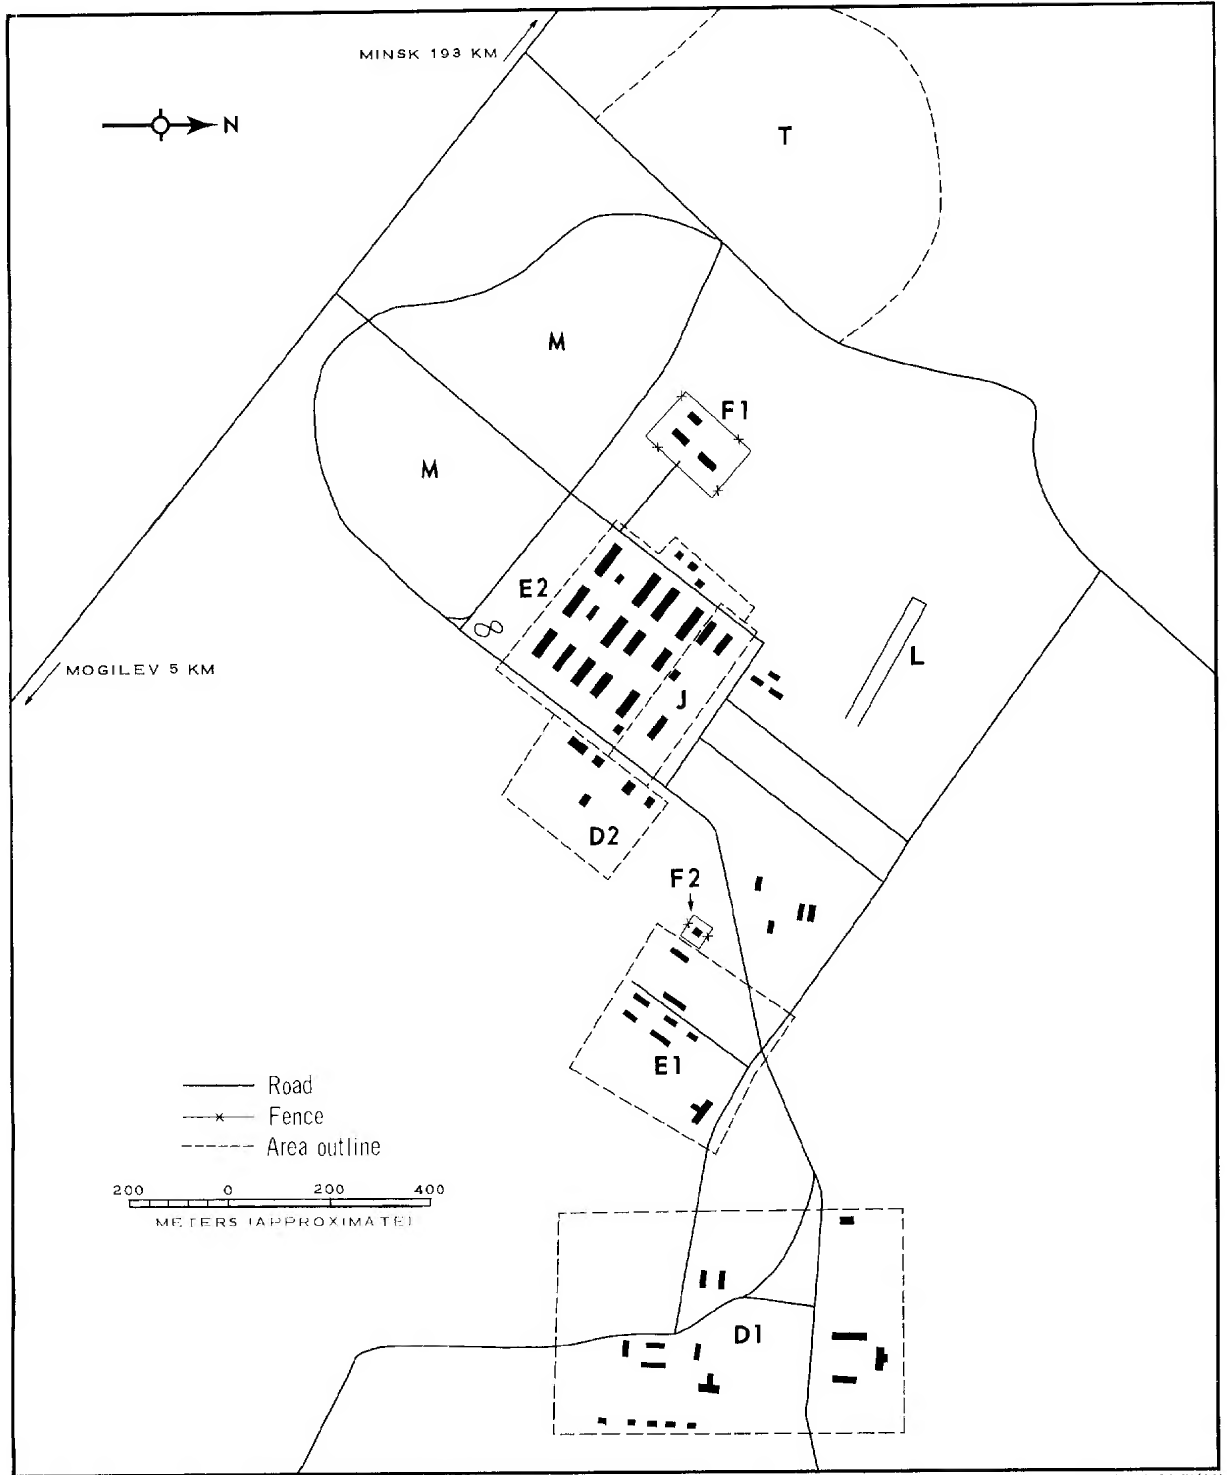 MINSK 193 KM
N
T
M
F1
M
E2
L
MOGILEV 5 KM
J
D2
F2
E1
Road
Fence
Area outline
200 0 200 400
METERS (APPROXIMATE)
D1